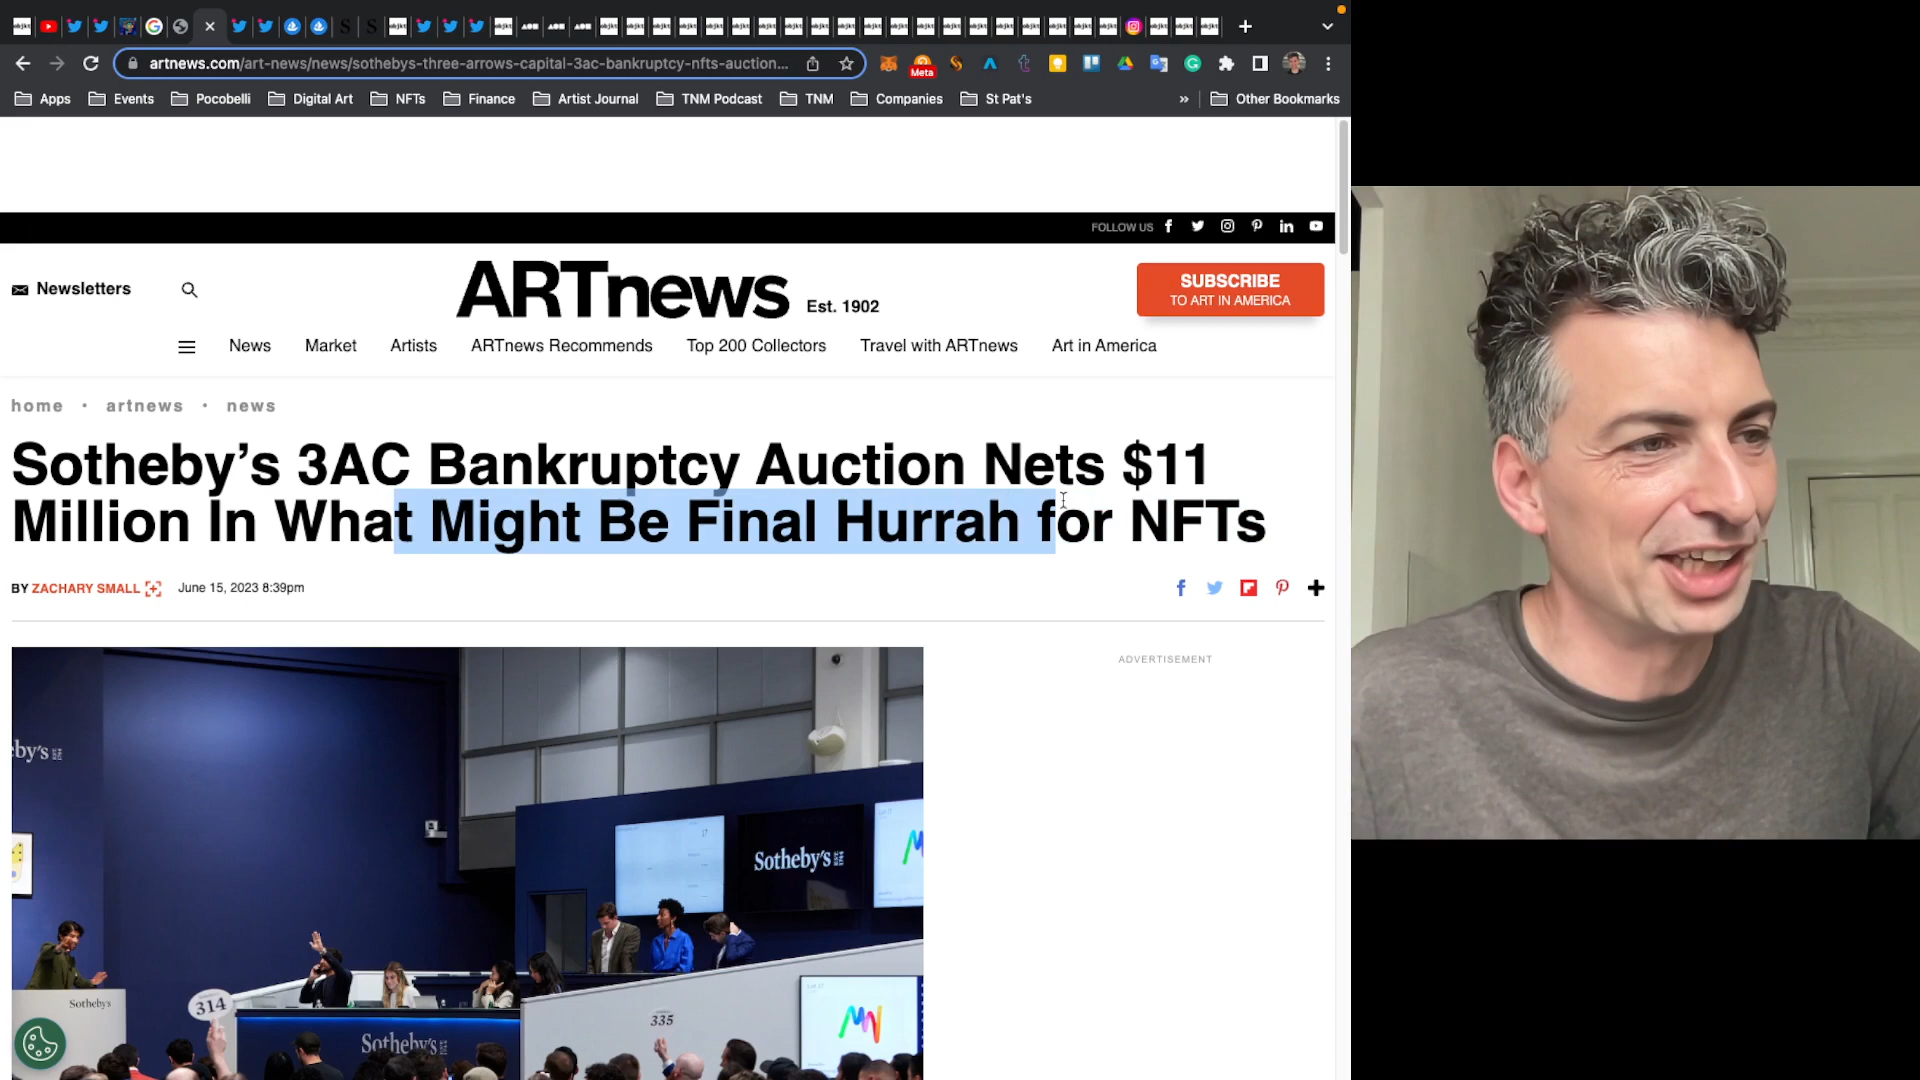 artnews.com/art-news/news/sothebys-three-arrows-capital-3ac-bankruptcy-nfts-auction...
Meta
Apps
Events
Pocobelli
Digital Art
NFTs
Finance
Artist Journal
TNM Podcast
TNM
Companies
St Pat's
»
Other Bookmarks
FOLLOW US
Newsletters
ARTnews Est. 1902
SUBSCRIBE
TO ART IN AMERICA
News
Market
Artists
ARTnews Recommends
Top 200 Collectors
Travel with ARTnews
Art in America
home • artnews • news
Sotheby's 3AC Bankruptcy Auction Nets $11
Million In What Might Be Final Hurrah for NFTs
BY ZACHARY SMALL [+] June 15, 2023 8:39pm
ADVERTISEMENT
by's
17
Sotheby's
Sotheby's
314
335
Sotheby's